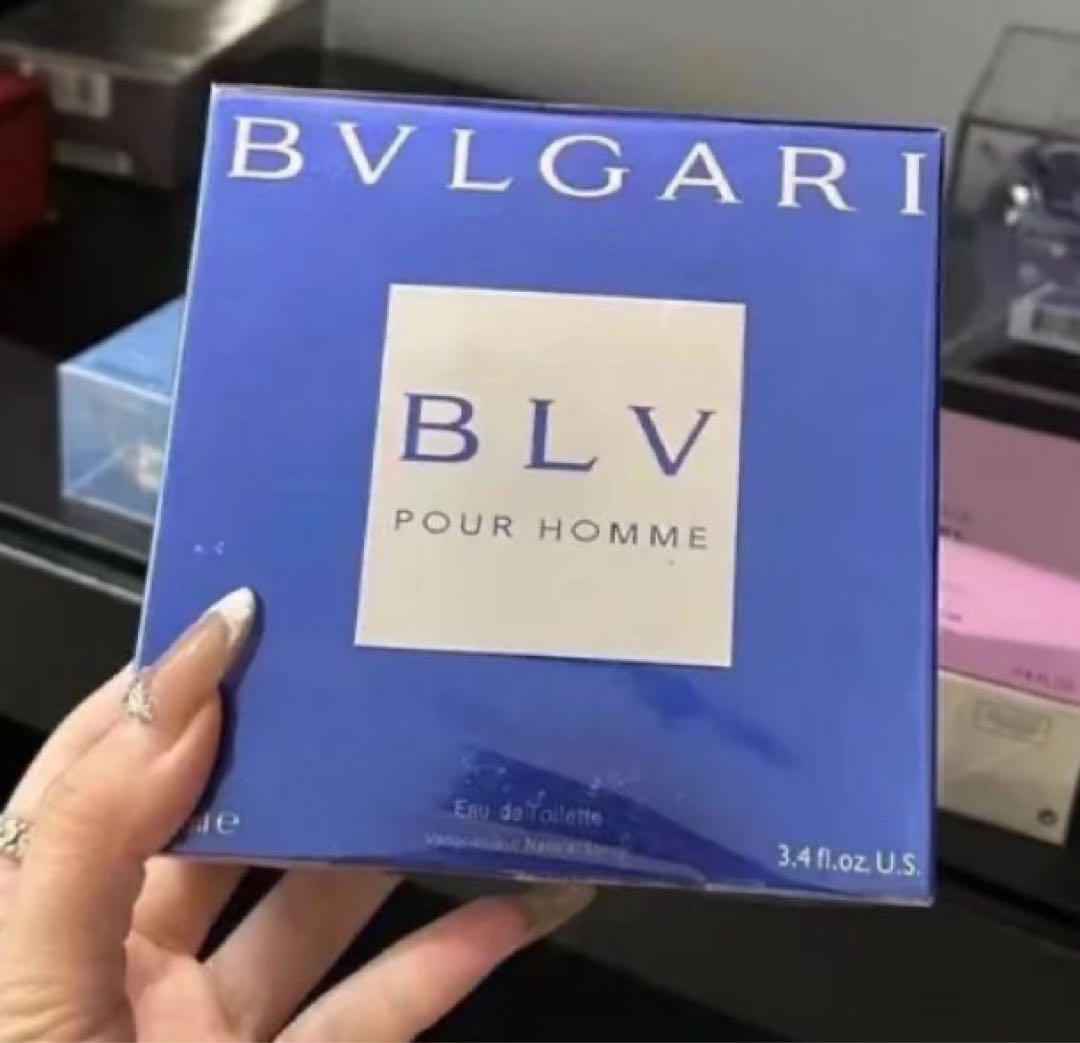 BVLGARI
BLV
POUR HOMME
Eau de Toilette
3.4 fl.oz. U.S.